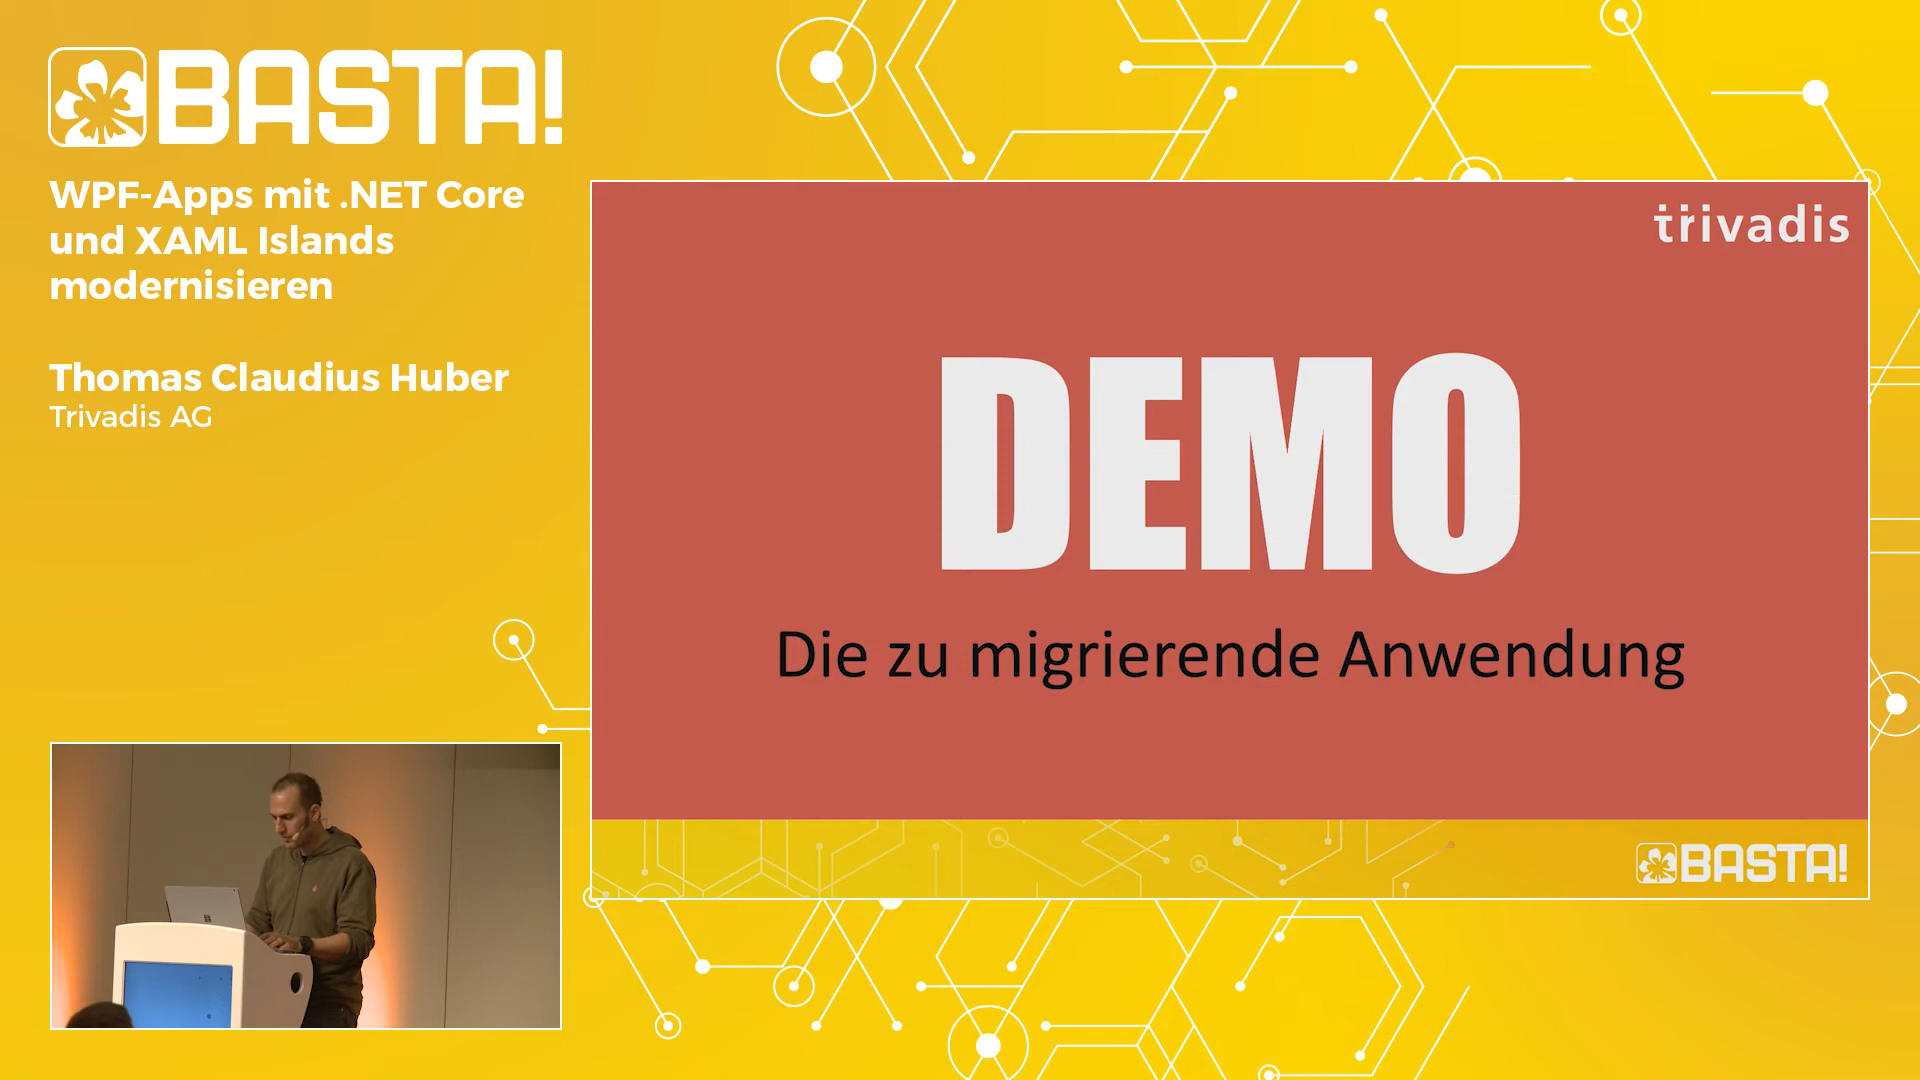 BASTA!
WPF-Apps mit .NET Core
und XAML Islands
modernisieren
Thomas Claudius Huber
Trivadis AG
trivadis
DEMO
Die zu migrierende Anwendung
BASTA!